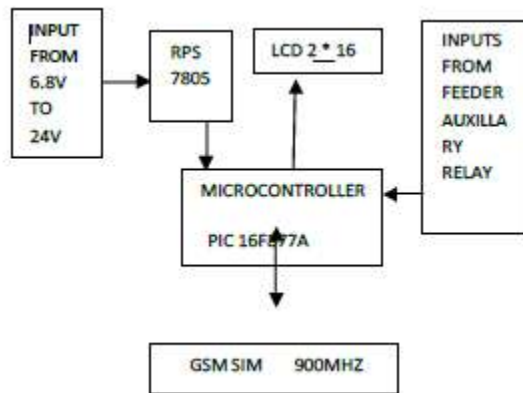 INPUT
FROM
6.8V
TO
24V
RPS
7805
LCD 2 * 16
INPUTS
FROM
FEEDER
AUXILLA
RY
RELAY
MICROCONTROLLER
PIC 16F877A
GSM SIM 900MHZ